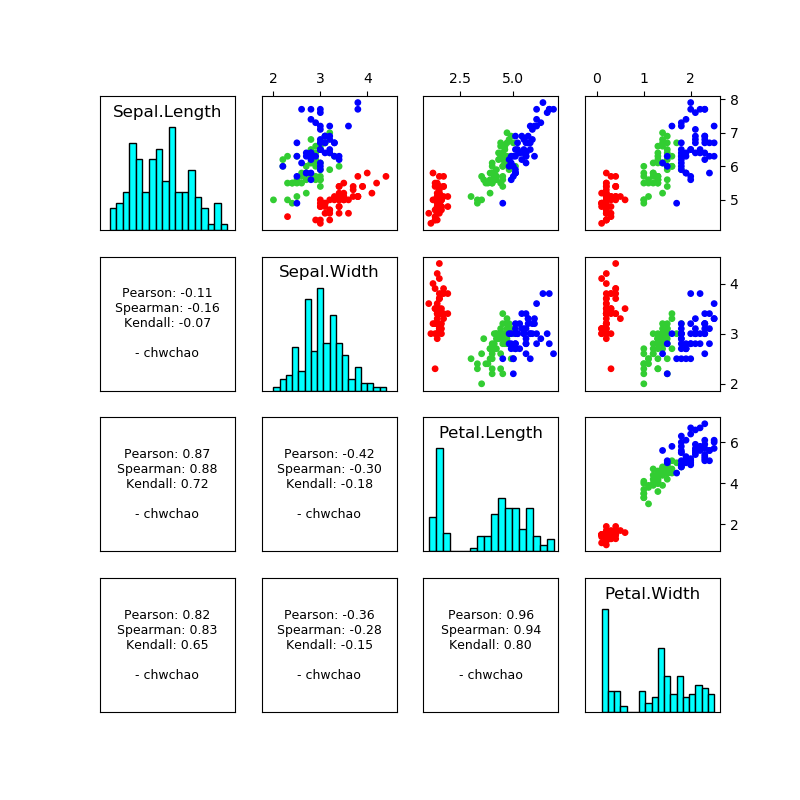 2 3 4
2.5 5.0
0 1 2
Sepal.Length
8
7
6
5
Pearson: -0.11
Spearman: -0.16
Kendall: -0.07
- chwchao
Sepal.Width
4
3
2
Pearson: 0.87
Spearman: 0.88
Kendall: 0.72
- chwchao
Pearson: -0.42
Spearman: -0.30
Kendall: -0.18
- chwchao
Petal.Length
6
4
2
Pearson: 0.82
Spearman: 0.83
Kendall: 0.65
- chwchao
Pearson: -0.36
Spearman: -0.28
Kendall: -0.15
- chwchao
Pearson: 0.96
Spearman: 0.94
Kendall: 0.80
- chwchao
Petal.Width